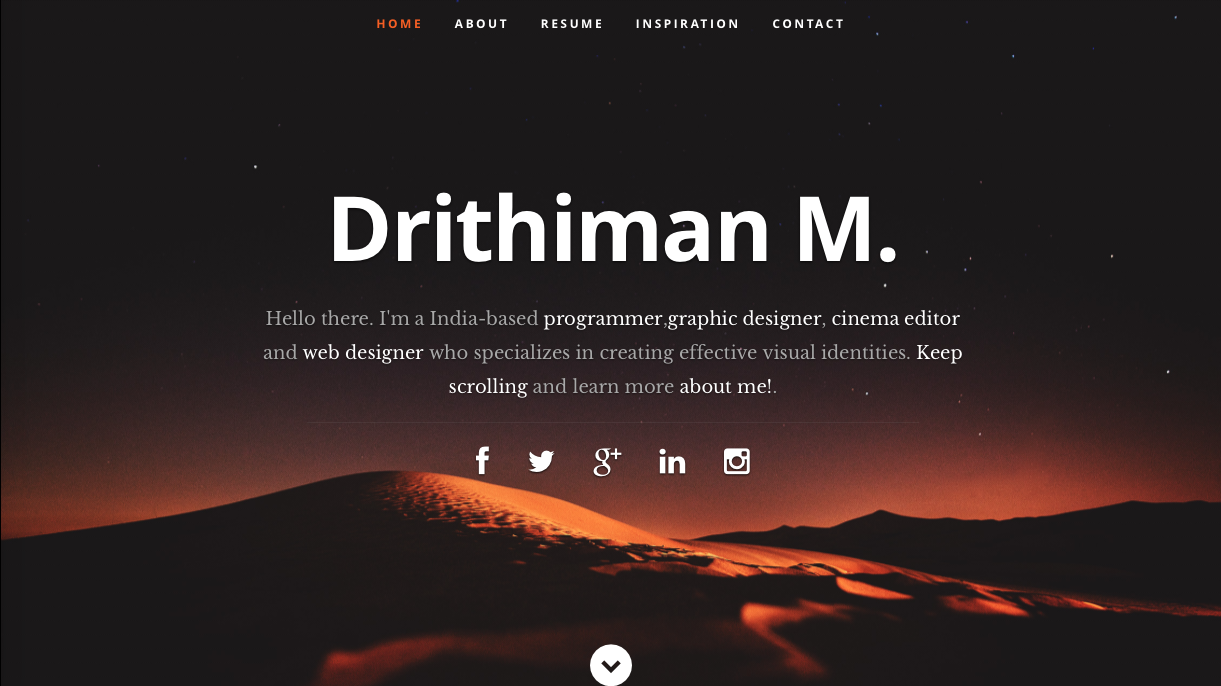 HOME ABOUT RESUME INSPIRATION CONTACT
Drithiman M.
Hello there. I'm a India-based programmer,graphic designer, cinema editor
and web designer who specializes in creating effective visual identities. Keep
scrolling and learn more about me!.